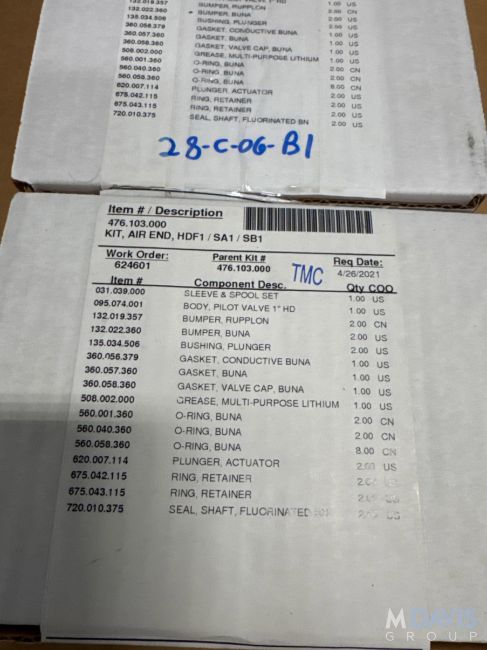 132.019.357 BUMPER, RUPPLON 1.00 US
132.022.360 BUMPER, BUNA 2.00 CN
135.034.506 BUSHING, PLUNGER 2.00 US
360.056.379 GASKET, CONDUCTIVE BUNA 2.00 US
360.057.360 GASKET, BUNA 1.00 US
360.058.360 GASKET, VALVE CAP, BUNA 1.00 US
508.002.000 GREASE, MULTI-PURPOSE LITHIUM 1.00 US
560.001.360 O-RING, BUNA 1.00 US
560.040.360 O-RING, BUNA 2.00 CN
560.058.360 O-RING, BUNA 2.00 CN
620.007.114 PLUNGER, ACTUATOR 8.00 CN
675.042.115 RING, RETAINER 2.00 US
675.043.115 RING, RETAINER 2.00 US
720.010.375 SEAL, SHAFT, FLUORINATED BN 2.00 US
28-C-06-B1
Item # / Description
476.103.000
KIT, AIR END, HDF1 / SA1 / SB1
Work Order: Parent Kit # Req Date:
624601 476.103.000 TMC 4/26/2021
Item # Component Desc. Qty COO
031.039.000 SLEEVE & SPOOL SET 1.00 US
095.074.001 BODY, PILOT VALVE 1" HD 1.00 US
132.019.357 BUMPER, RUPPLON 2.00 CN
132.022.360 BUMPER, BUNA 2.00 US
135.034.506 BUSHING, PLUNGER 2.00 US
360.056.379 GASKET, CONDUCTIVE BUNA 1.00 US
360.057.360 GASKET, BUNA 1.00 US
360.058.360 GASKET, VALVE CAP, BUNA 1.00 US
508.002.000 GREASE, MULTI-PURPOSE LITHIUM 1.00 US
560.001.360 O-RING, BUNA 2.00 CN
560.040.360 O-RING, BUNA 2.00 CN
560.058.360 O-RING, BUNA 8.00 CN
620.007.114 PLUNGER, ACTUATOR 2.00 US
675.042.115 RING, RETAINER US
675.043.115 RING, RETAINER
720.010.375 SEAL, SHAFT, FLUORINATED US
MDAVIS
GROUP